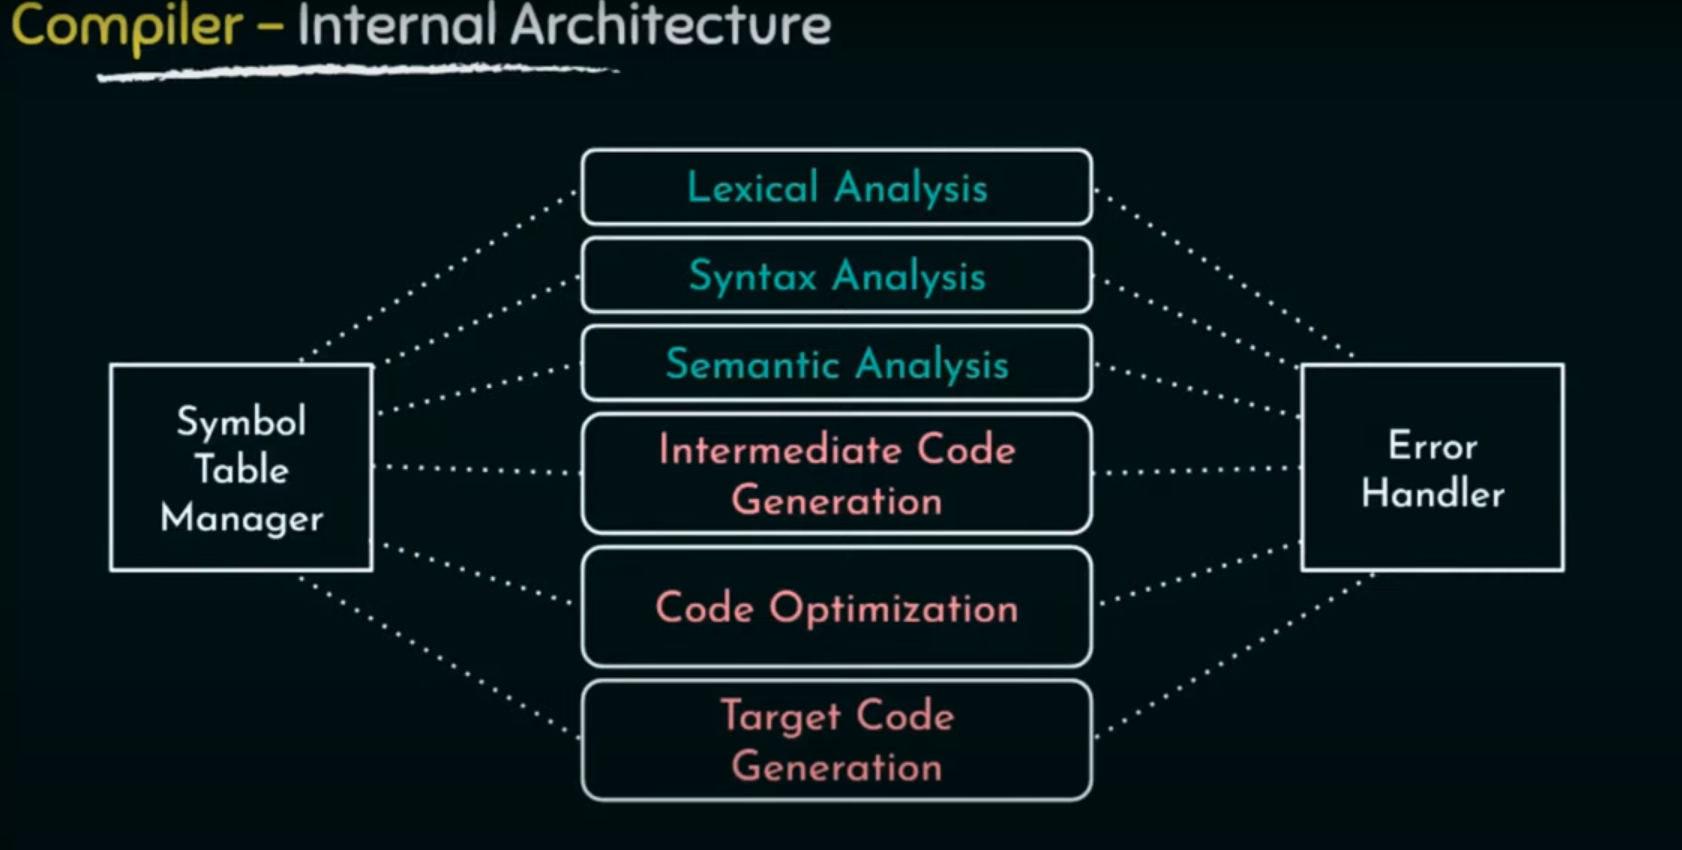 Compiler – Internal Architecture
Lexical Analysis
Syntax Analysis
Semantic Analysis
Symbol
Table
Manager
Intermediate Code
Generation
Error
Handler
Code Optimization
Target Code
Generation